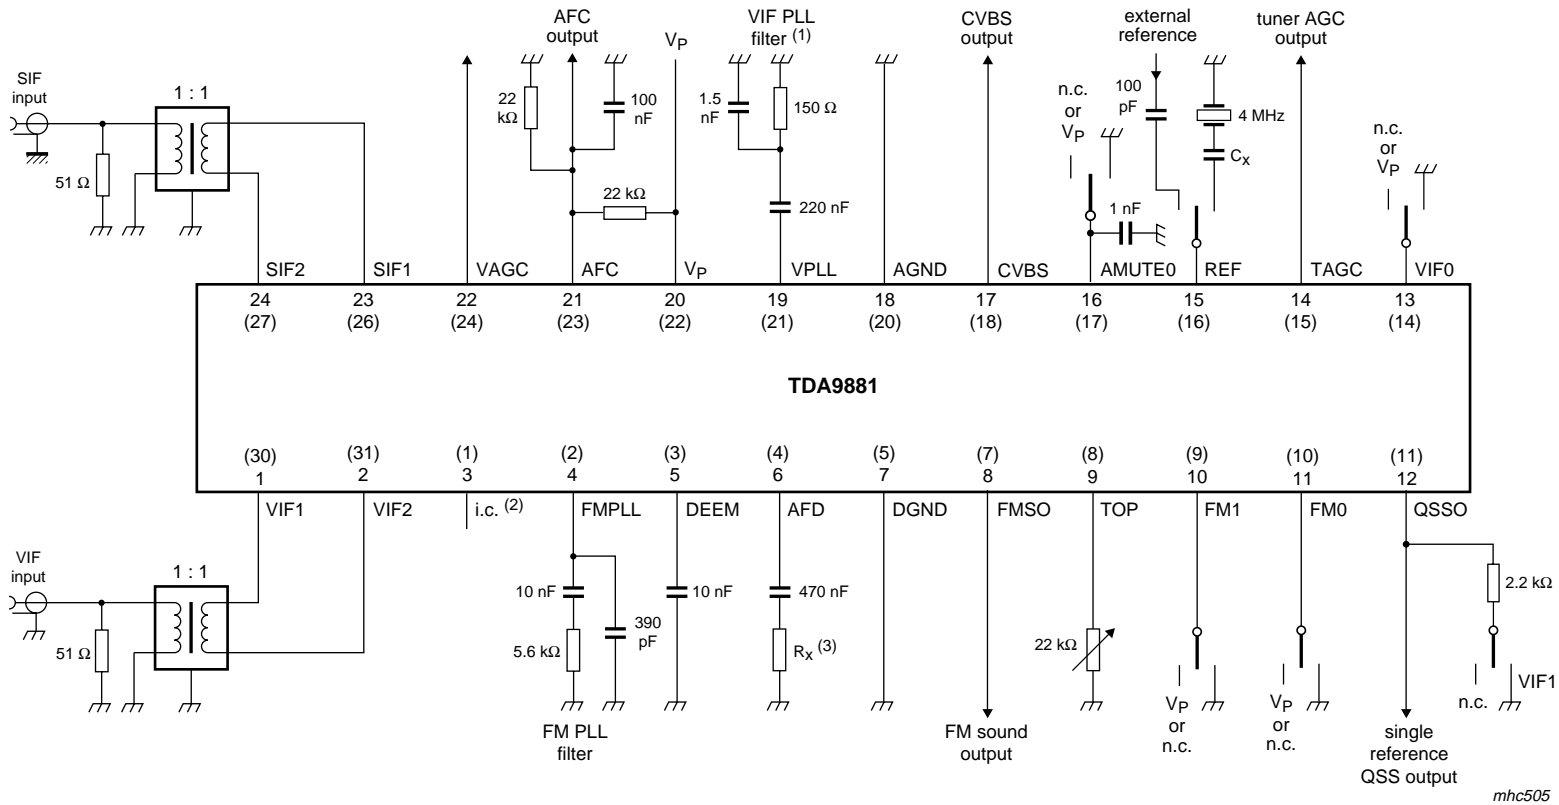 AFC
output
VIF PLL
filter (1)
CVBS
output
external
reference
tuner AGC
output
VP
SIF
input
1 : 1
51 Ω
22
kΩ
100
nF
22 kΩ
1.5
nF
150 Ω
220 nF
n.c.
or
VP
1 nF
100
pF
4 MHz
CX
n.c.
or
VP
SIF2
SIF1
VAGC
AFC
VP
VPLL
AGND
CVBS
AMUTE0
REF
TAGC
VIF0
24 23 22 21 20 19 18 17 16 15 14 13
(27) (26) (24) (23) (22) (21) (20) (18) (17) (16) (15) (14)
TDA9881
(30) (31) (1) (2) (3) (4) (5) (7) (8) (9) (10) (11)
1 2 3 4 5 6 7 8 9 10 11 12
VIF1
VIF2
i.c. (2)
FMPLL
DEEM
AFD
DGND
FMSO
TOP
FM1
FM0
QSSO
VIF
input
1 : 1
51 Ω
10 nF
5.6 kΩ
390
pF
10 nF
470 nF
Rx (3)
22 kΩ
2.2 kΩ
VP
or
n.c.
VP
or
n.c.
n.c.
VIF1
FM PLL
filter
FM sound
output
single
reference
QSS output
mhc505